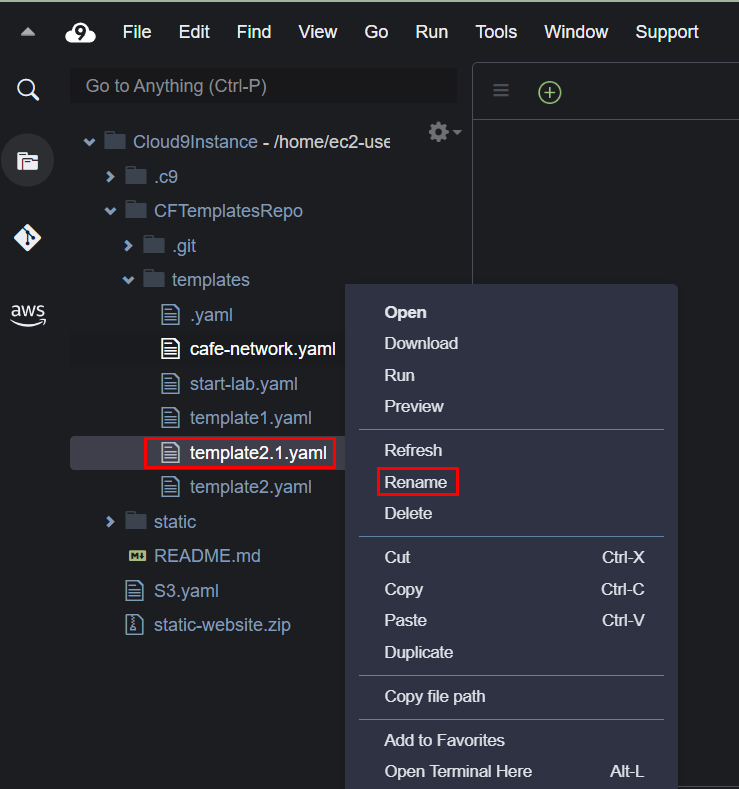 9 File Edit Find View Go Run Tools Window Support
Go to Anything (Ctrl-P)
Cloud9Instance - /home/ec2-use
.c9
CFTemplatesRepo
.git
templates
aws
.yaml
cafe-network.yaml
start-lab.yaml
template1.yaml
template2.1.yaml
template2.yaml
static
M README.md
S3.yaml
static-website.zip
Open
Download
Run
Preview
Refresh
Rename
Delete
Cut Ctrl-X
Copy Ctrl-C
Paste Ctrl-V
Duplicate
Copy file path
Add to Favorites
Open Terminal Here Alt-L